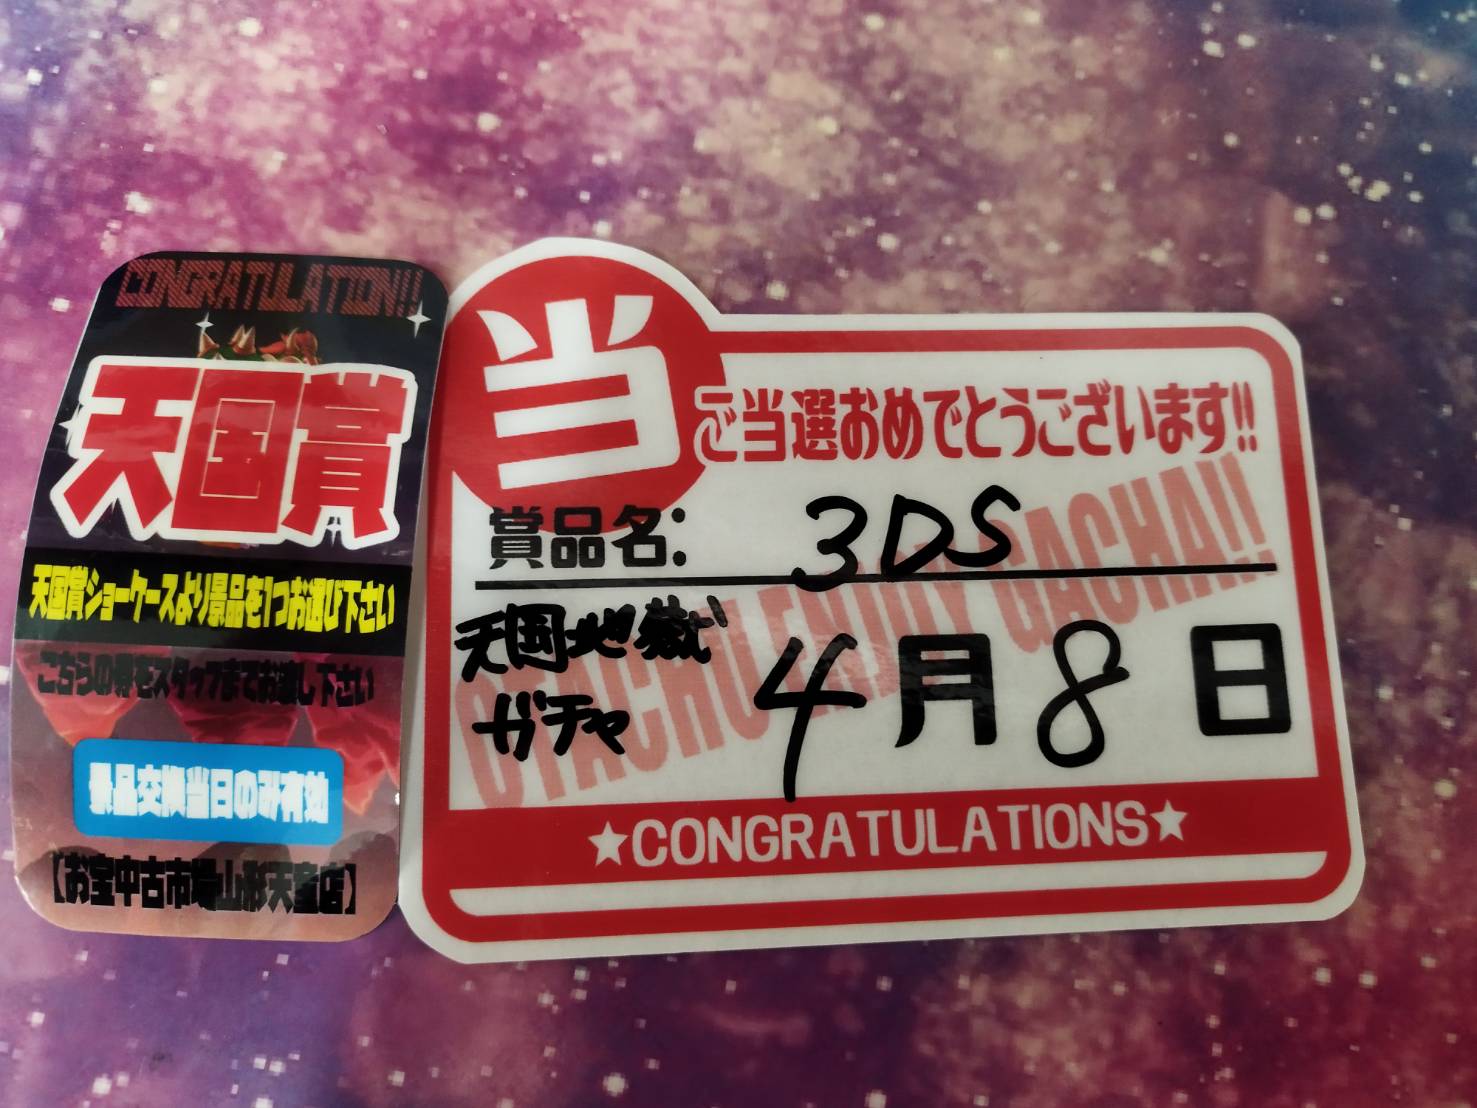 CONGRATULATION!!
天国賞
天国賞ショーケースより景品を1つお選び下さい
こちらの券をスタッフまでお渡し下さい
景品交換当日のみ有効
【お宝中古市場山形天童店】
当
ご当選おめでとうございます!!
賞品名: 3DS
天国地獄
ガチャ
4月8日
OTACHU ENJOY GACHA!!
★CONGRATULATIONS★